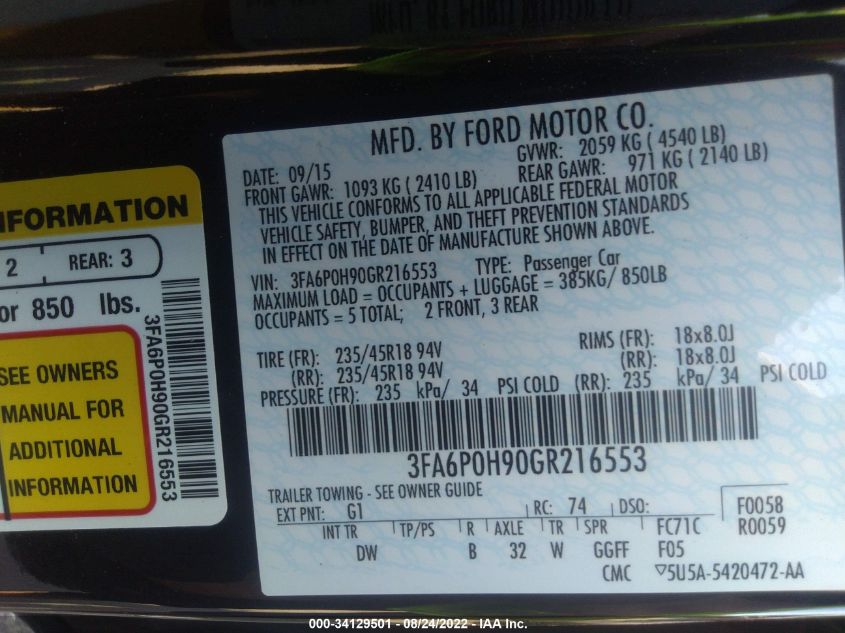 NFORMATION
2 REAR: 3
or 850 lbs.
SEE OWNERS
MANUAL FOR
ADDITIONAL
INFORMATION
3FA6P0H90GR216553
MFD. BY FORD MOTOR CO.
DATE: 09/15 GVWR: 2059 KG ( 4540 LB)
FRONT GAWR: 1093 KG ( 2410 LB) REAR GAWR: 971 KG ( 2140 LB)
THIS VEHICLE CONFORMS TO ALL APPLICABLE FEDERAL MOTOR
VEHICLE SAFETY, BUMPER, AND THEFT PREVENTION STANDARDS
IN EFFECT ON THE DATE OF MANUFACTURE SHOWN ABOVE.
VIN: 3FA6P0H90GR216553 TYPE: Passenger Car
MAXIMUM LOAD = OCCUPANTS + LUGGAGE = 385KG/ 850LB
OCCUPANTS = 5 TOTAL; 2 FRONT, 3 REAR
TIRE (FR): 235/45R18 94V RIMS (FR): 18x8.0J
(RR): 235/45R18 94V (RR): 18x8.0J
PRESSURE (FR): 235 kPa/ 34 PSI COLD (RR): 235 kPa/ 34 PSI COLD
3FA6P0H90GR216553
TRAILER TOWING - SEE OWNER GUIDE
EXT PNT: G1 RC: 74 DSO: F0058
INT TR TP/PS R AXLE TR SPR FC71C R0059
DW B 32 W GGFF F05
CMC ▽5U5A-5420472-AA
000-34129501 - 08/24/2022 - IAA Inc.